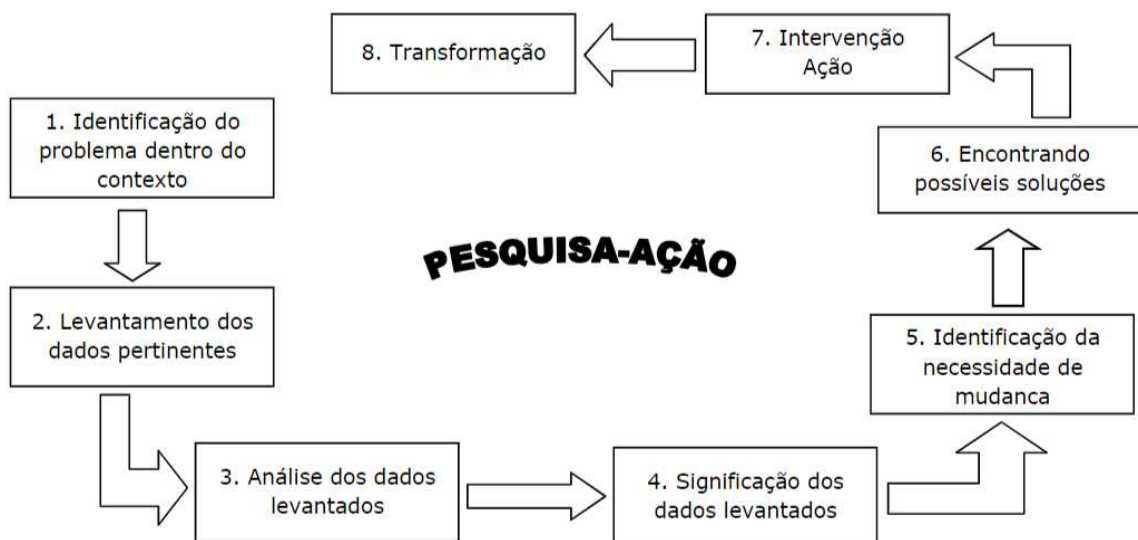 1. Identificação do
problema dentro do
contexto
2. Levantamento dos
dados pertinentes
3. Análise dos dados
levantados
4. Significação dos
dados levantados
5. Identificação da
necessidade de
mudanca
6. Encontrando
possíveis soluções
7. Intervenção
Ação
8. Transformação
PESQUISA-AÇÃO